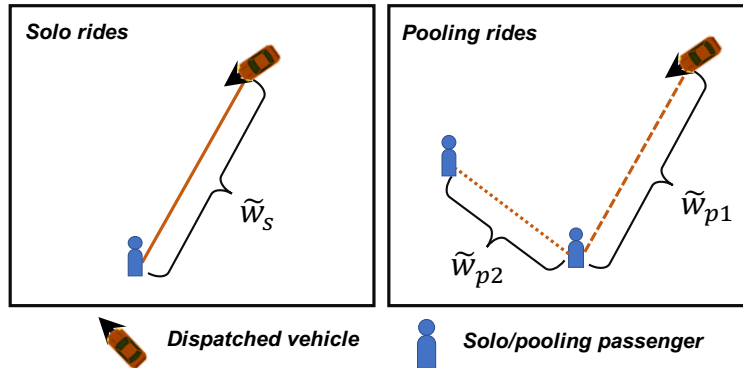 Solo rides
Pooling rides
w̃ₛ
w̃ₚ₁
w̃ₚ₂
Dispatched vehicle
Solo/pooling passenger